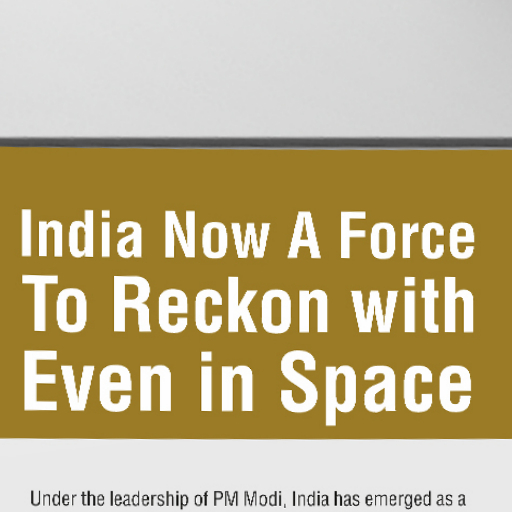 India Now A Force
To Reckon with
Even in Space
Under the leadership of PM Modi, India has emerged as a